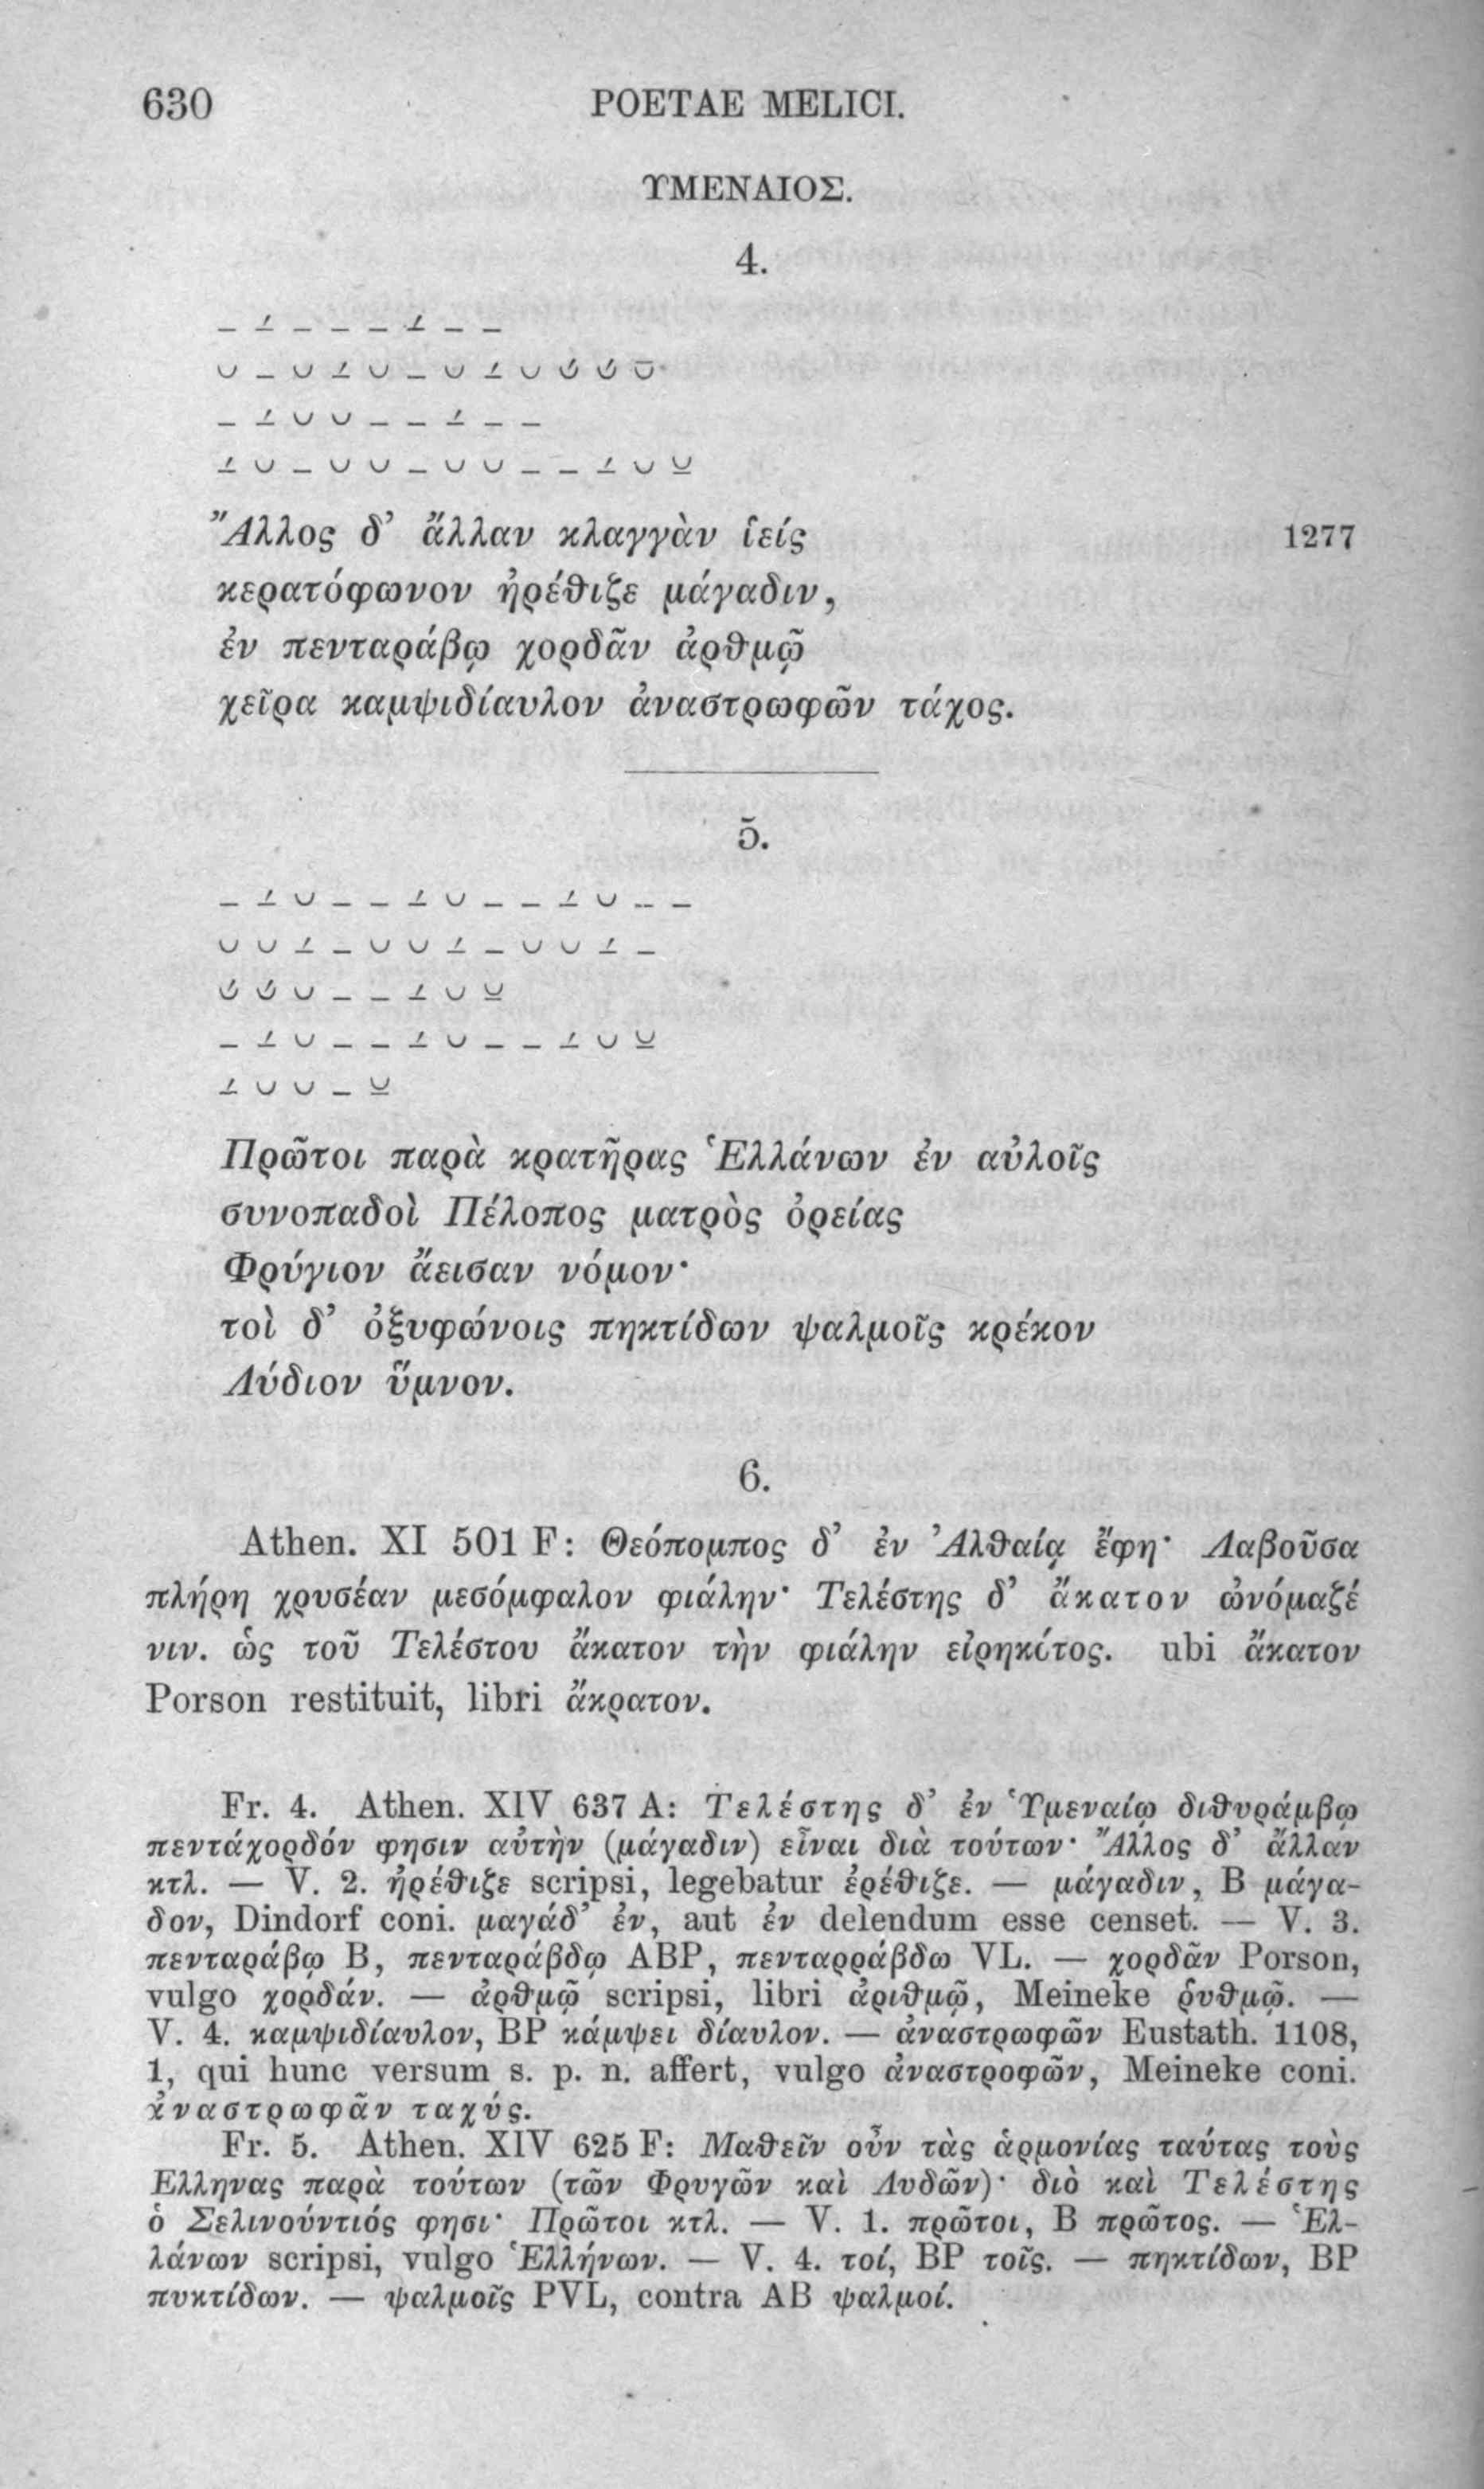 630 POETAE MELICI.
ΥΜΕΝΑΙΟΣ.
4.
– –́ – – – –́ – –
⏑ – ⏑ –́ ⏑ – ⏑ –́ ⏑ ⏑́ ⏑́ ⏑̅
– –́ ⏑ ⏑ – – –́ – –
–́ ⏑ – ⏑ ⏑ – ⏑ ⏑ – – –́ ⏑ ⏓
Ἄλλος δ’ ἄλλαν κλαγγὰν ἱείς 1277
κερατόφωνον ἠρέθιζε μάγαδιν,
ἐν πενταράβῳ χορδᾶν ἀρθμῷ
χεῖρα καμψιδίαυλον ἀναστρωφῶν τάχος.
5.
– –́ ⏑ – – –́ ⏑ – – –́ ⏑ – –
⏑ ⏑ –́ – ⏑ ⏑ –́ – ⏑ ⏑ –́ –
⏑́ ⏑́ ⏑ – – –́ ⏑ ⏓
– –́ ⏑ – – –́ ⏑ – – –́ ⏑ ⏓
–́ ⏑ ⏑ – ⏓
Πρῶτοι παρὰ κρατῆρας Ἑλλάνων ἐν αὐλοῖς
συνοπαδοὶ Πέλοπος ματρὸς ὀρείας
Φρύγιον ἄεισαν νόμον·
τοὶ δ’ ὀξυφώνοις πηκτίδων ψαλμοῖς κρέκον
Λύδιον ὕμνον.
6.
Athen. XI 501 F: Θεόπομπος δ’ ἐν Ἀλθαίᾳ ἔφη· Λαβοῦσα
πλήρη χρυσέαν μεσόμφαλον φιάλην· Τελέστης δ’ ἄκατον ὠνόμαζέ
νιν. ὡς τοῦ Τελέστου ἄκατον τὴν φιάλην εἰρηκότος. ubi ἄκατον
Porson restituit, libri ἄκρατον.
Fr. 4. Athen. XIV 637 A: Τελέστης δ’ ἐν Ὑμεναίῳ διθυράμβῳ
πεντάχορδόν φησιν αὐτὴν (μάγαδιν) εἶναι διὰ τούτων· Ἄλλος δ’ ἄλλαν
κτλ. — V. 2. ἠρέθιζε scripsi, legebatur ἐρέθιζε. — μάγαδιν, B μάγα-
δον, Dindorf coni. μαγάδ’ ἐν, aut ἐν delendum esse censet. — V. 3.
πενταράβῳ B, πενταράβδῳ ABP, πενταρράβδω VL. — χορδᾶν Porson,
vulgo χορδάν. — ἀρθμῷ scripsi, libri ἀριθμῷ, Meineke ῥυθμῷ. —
V. 4. καμψιδίαυλον, BP κάμψει δίαυλον. — ἀναστρωφῶν Eustath. 1108,
1, qui hunc versum s. p. n. affert, vulgo ἀναστροφῶν, Meineke coni.
ἀναστρωφᾶν ταχύς.
Fr. 5. Athen. XIV 625 F: Μαθεῖν οὖν τὰς ἁρμονίας ταύτας τοὺς
Ἕλληνας παρὰ τούτων (τῶν Φρυγῶν καὶ Λυδῶν)· διὸ καὶ Τελέστης
ὁ Σελινούντιός φησι· Πρῶτοι κτλ. — V. 1. πρῶτοι, B πρῶτος. — Ἑλ-
λάνων scripsi, vulgo Ἑλλήνων. — V. 4. τοί, BP τοῖς. — πηκτίδων, BP
πυκτίδων. — ψαλμοῖς PVL, contra AB ψαλμοί.